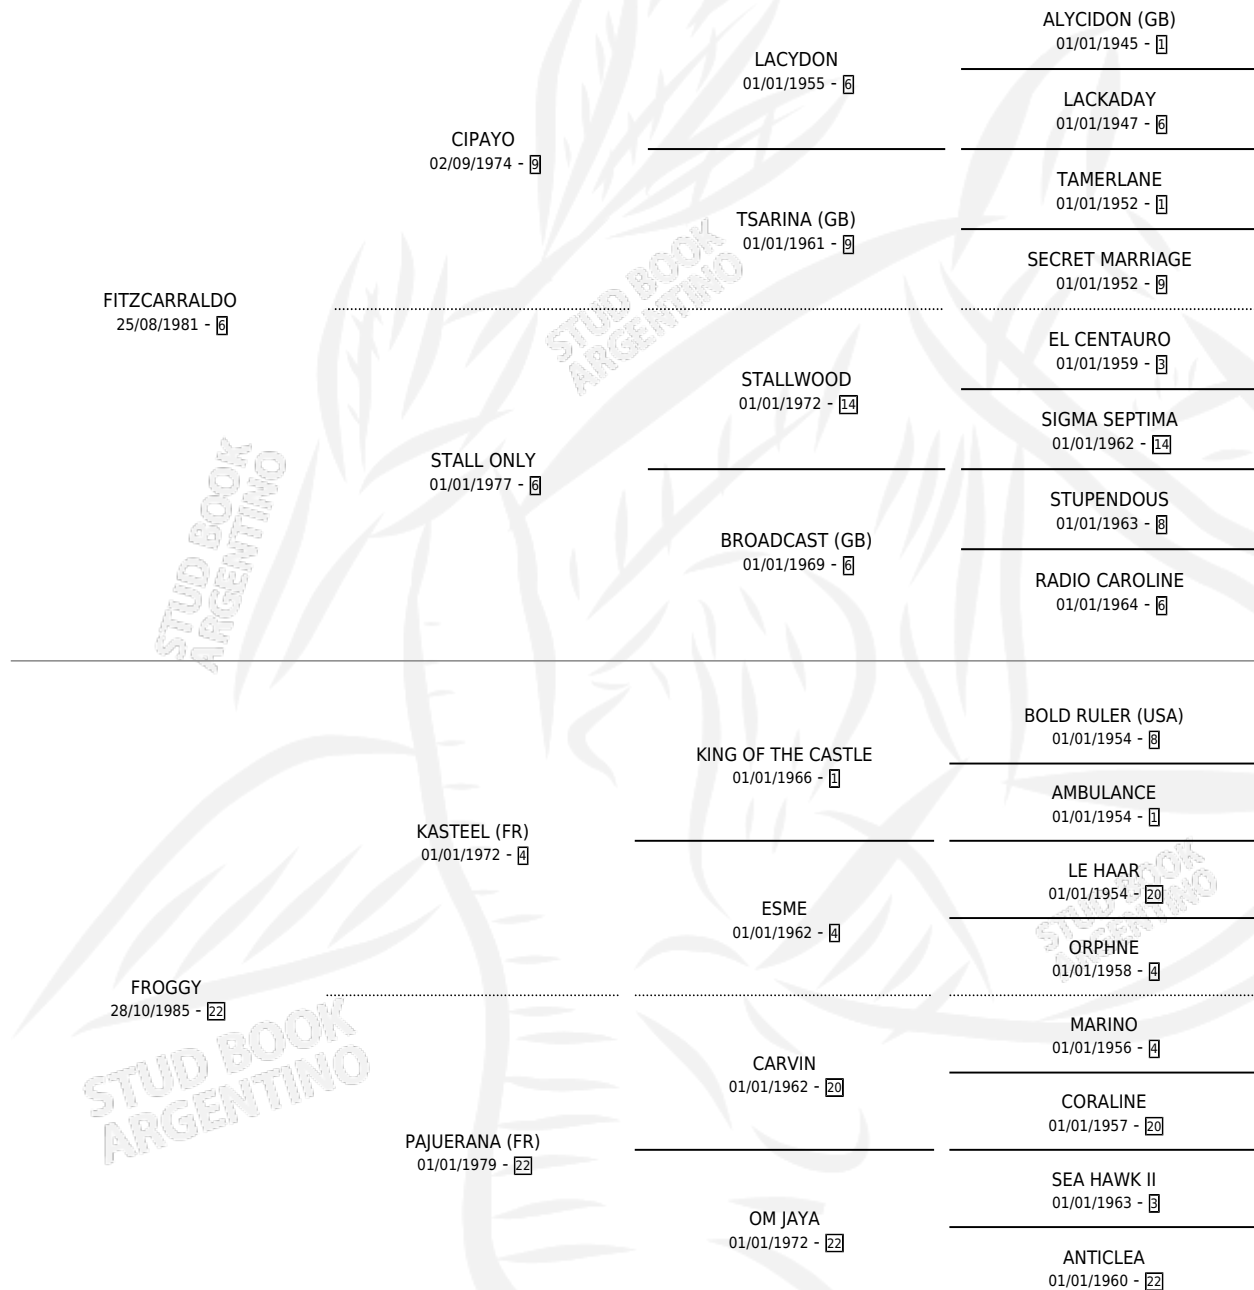 ALYCIDON (GB)
01/01/1945 - 1
LACYDON
01/01/1955 - 6
LACKADAY
01/01/1947 - 6
CIPAYO
02/09/1974 - 9
TAMERLANE
01/01/1952 - 1
TSARINA (GB)
01/01/1961 - 9
SECRET MARRIAGE
01/01/1952 - 9
FITZCARRALDO
25/08/1981 - 6
EL CENTAURO
01/01/1959 - 3
STALLWOOD
01/01/1972 - 14
SIGMA SEPTIMA
01/01/1962 - 14
STALL ONLY
01/01/1977 - 6
STUPENDOUS
01/01/1963 - 8
BROADCAST (GB)
01/01/1969 - 6
RADIO CAROLINE
01/01/1964 - 6
STUD BOOK
ARGENTINO
STUD BOOK
ARGENTINO
BOLD RULER (USA)
01/01/1954 - 8
KING OF THE CASTLE
01/01/1966 - 1
AMBULANCE
01/01/1954 - 1
KASTEEL (FR)
01/01/1972 - 4
LE HAAR
01/01/1954 - 20
ESME
01/01/1962 - 4
ORPHNE
01/01/1958 - 4
FROGGY
28/10/1985 - 22
MARINO
01/01/1956 - 4
CARVIN
01/01/1962 - 20
CORALINE
01/01/1957 - 20
PAJUERANA (FR)
01/01/1979 - 22
SEA HAWK II
01/01/1963 - 3
OM JAYA
01/01/1972 - 22
ANTICLEA
01/01/1960 - 22
STUD BOOK
ARGENTINO
STUD BOOK
ARGENTINO